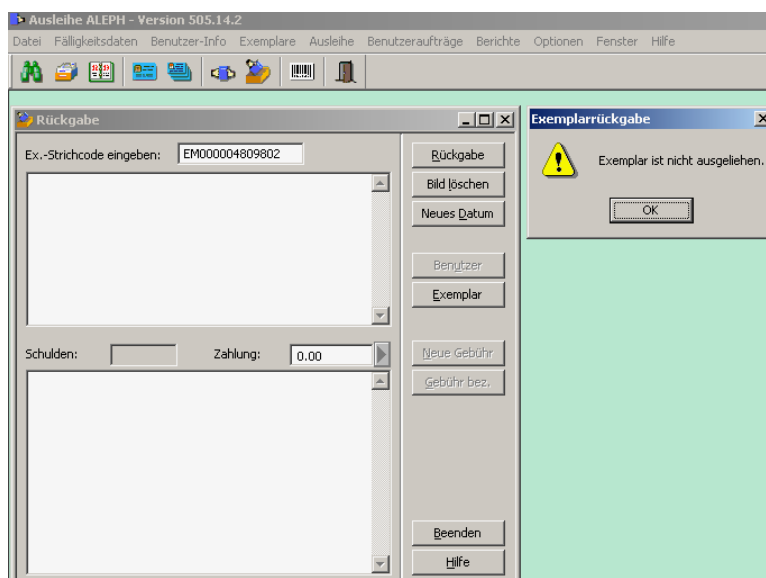 Ausleihe ALEPH - Version 505.14.2
Datei Fälligkeitsdaten Benutzer-Info Exemplare Ausleihe Benutzeraufträge Berichte Optionen Fenster Hilfe
Rückgabe
Ex.-Strichcode eingeben: EM000004809802
Rückgabe
Bild löschen
Neues Datum
Benutzer
Exemplar
Schulden: Zahlung: 0.00
Neue Gebühr
Gebühr bez.
Beenden
Hilfe
Exemplarrückgabe
Exemplar ist nicht ausgeliehen.
OK